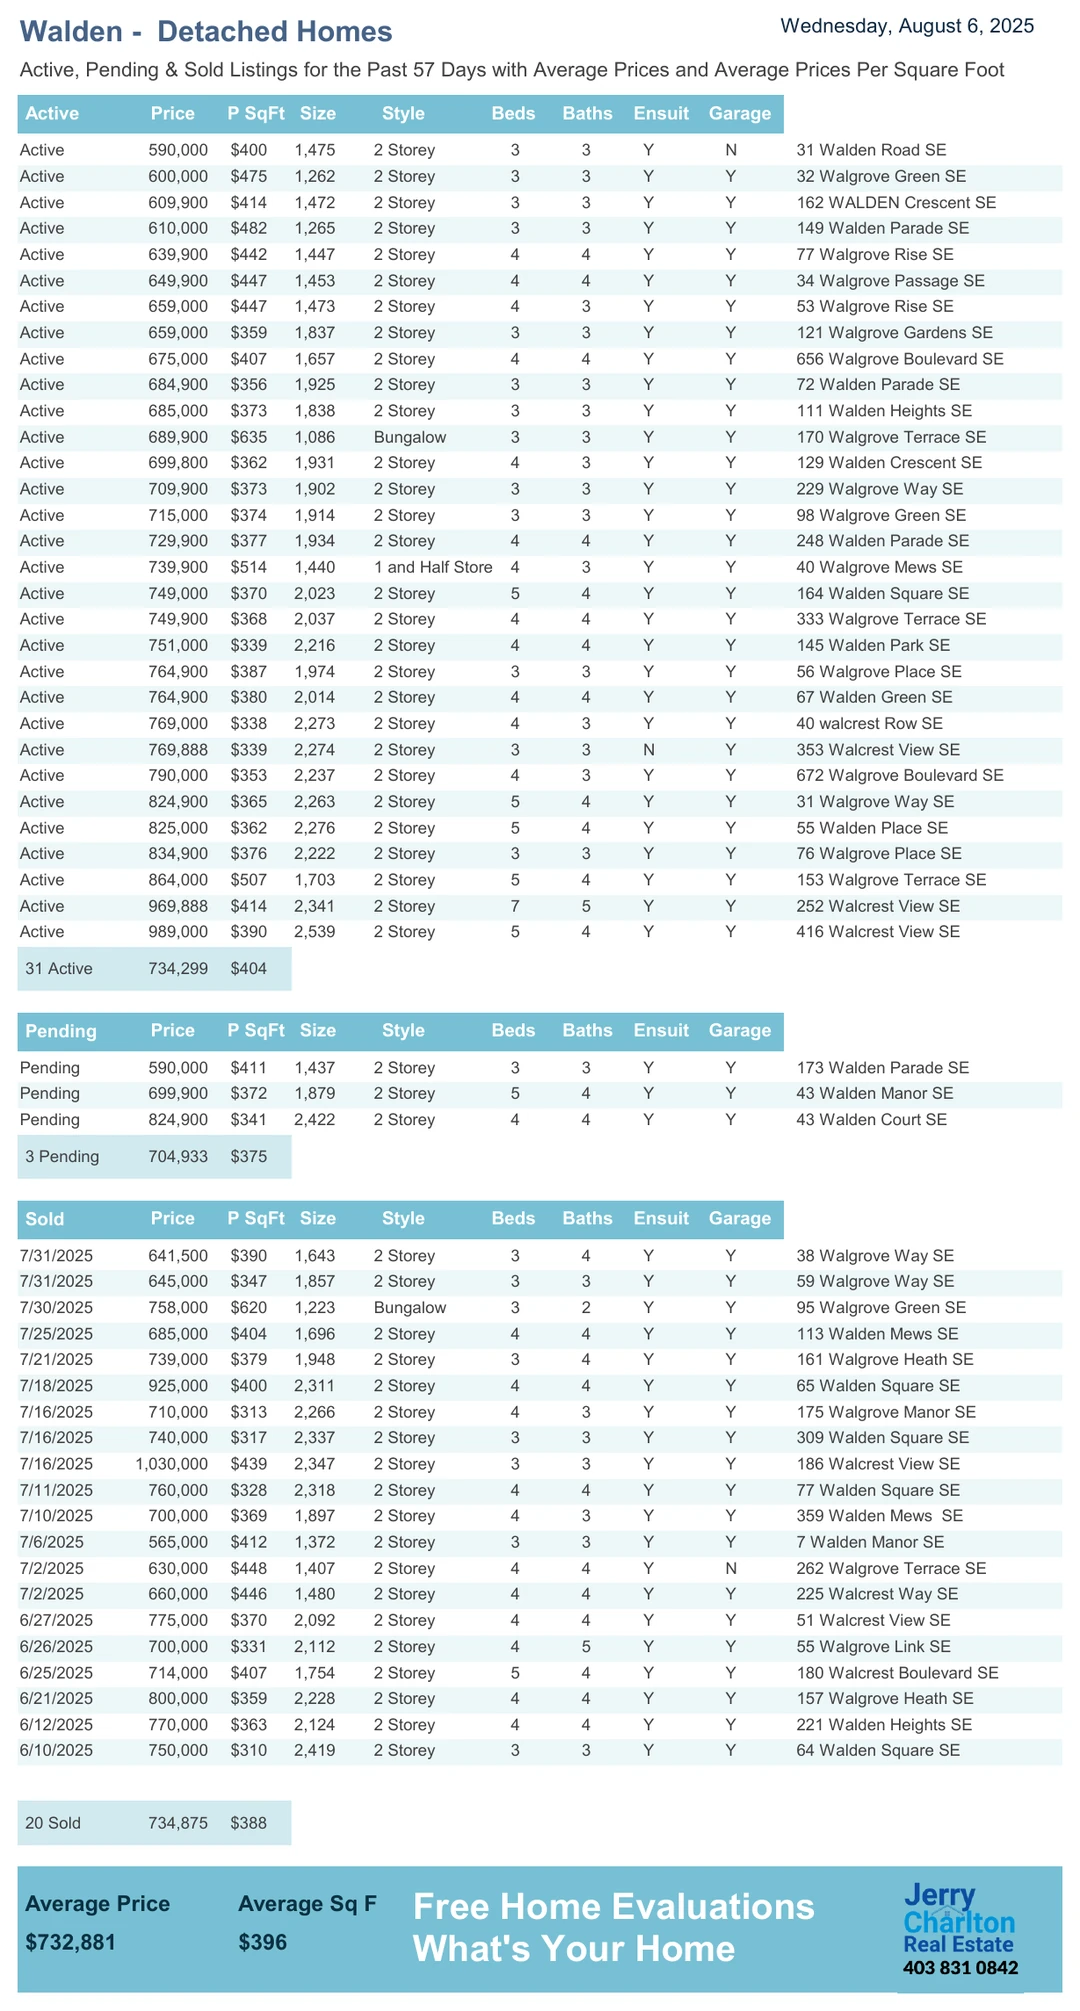 Walden -  Detached Homes
Wednesday, August 6, 2025
Active, Pending & Sold Listings for the Past 57 Days with Average Prices and Average Prices Per Square Foot
Active Price P SqFt Size Style Beds Baths Ensuit Garage
Active 590,000 $400 1,475 2 Storey 3 3 Y N 31 Walden Road SE
Active 600,000 $475 1,262 2 Storey 3 3 Y Y 32 Walgrove Green SE
Active 609,900 $414 1,472 2 Storey 3 3 Y Y 162 WALDEN Crescent SE
Active 610,000 $482 1,265 2 Storey 3 3 Y Y 149 Walden Parade SE
Active 639,900 $442 1,447 2 Storey 4 4 Y Y 77 Walgrove Rise SE
Active 649,900 $447 1,453 2 Storey 4 4 Y Y 34 Walgrove Passage SE
Active 659,000 $447 1,473 2 Storey 4 3 Y Y 53 Walgrove Rise SE
Active 659,000 $359 1,837 2 Storey 3 3 Y Y 121 Walgrove Gardens SE
Active 675,000 $407 1,657 2 Storey 4 4 Y Y 656 Walgrove Boulevard SE
Active 684,900 $356 1,925 2 Storey 3 3 Y Y 72 Walden Parade SE
Active 685,000 $373 1,838 2 Storey 3 3 Y Y 111 Walden Heights SE
Active 689,900 $635 1,086 Bungalow 3 3 Y Y 170 Walgrove Terrace SE
Active 699,800 $362 1,931 2 Storey 4 3 Y Y 129 Walden Crescent SE
Active 709,900 $373 1,902 2 Storey 3 3 Y Y 229 Walgrove Way SE
Active 715,000 $374 1,914 2 Storey 3 3 Y Y 98 Walgrove Green SE
Active 729,900 $377 1,934 2 Storey 4 4 Y Y 248 Walden Parade SE
Active 739,900 $514 1,440 1 and Half Store 4 3 Y Y 40 Walgrove Mews SE
Active 749,000 $370 2,023 2 Storey 5 4 Y Y 164 Walden Square SE
Active 749,900 $368 2,037 2 Storey 4 4 Y Y 333 Walgrove Terrace SE
Active 751,000 $339 2,216 2 Storey 4 4 Y Y 145 Walden Park SE
Active 764,900 $387 1,974 2 Storey 3 3 Y Y 56 Walgrove Place SE
Active 764,900 $380 2,014 2 Storey 4 4 Y Y 67 Walden Green SE
Active 769,000 $338 2,273 2 Storey 4 3 Y Y 40 walcrest Row SE
Active 769,888 $339 2,274 2 Storey 3 3 N Y 353 Walcrest View SE
Active 790,000 $353 2,237 2 Storey 4 3 Y Y 672 Walgrove Boulevard SE
Active 824,900 $365 2,263 2 Storey 5 4 Y Y 31 Walgrove Way SE
Active 825,000 $362 2,276 2 Storey 5 4 Y Y 55 Walden Place SE
Active 834,900 $376 2,222 2 Storey 3 3 Y Y 76 Walgrove Place SE
Active 864,000 $507 1,703 2 Storey 5 4 Y Y 153 Walgrove Terrace SE
Active 969,888 $414 2,341 2 Storey 7 5 Y Y 252 Walcrest View SE
Active 989,000 $390 2,539 2 Storey 5 4 Y Y 416 Walcrest View SE
31 Active 734,299 $404
Pending Price P SqFt Size Style Beds Baths Ensuit Garage
Pending 590,000 $411 1,437 2 Storey 3 3 Y Y 173 Walden Parade SE
Pending 699,900 $372 1,879 2 Storey 5 4 Y Y 43 Walden Manor SE
Pending 824,900 $341 2,422 2 Storey 4 4 Y Y 43 Walden Court SE
3 Pending 704,933 $375
Sold Price P SqFt Size Style Beds Baths Ensuit Garage
7/31/2025 641,500 $390 1,643 2 Storey 3 4 Y Y 38 Walgrove Way SE
7/31/2025 645,000 $347 1,857 2 Storey 3 3 Y Y 59 Walgrove Way SE
7/30/2025 758,000 $620 1,223 Bungalow 3 2 Y Y 95 Walgrove Green SE
7/25/2025 685,000 $404 1,696 2 Storey 4 4 Y Y 113 Walden Mews SE
7/21/2025 739,000 $379 1,948 2 Storey 3 4 Y Y 161 Walgrove Heath SE
7/18/2025 925,000 $400 2,311 2 Storey 4 4 Y Y 65 Walden Square SE
7/16/2025 710,000 $313 2,266 2 Storey 4 3 Y Y 175 Walgrove Manor SE
7/16/2025 740,000 $317 2,337 2 Storey 3 3 Y Y 309 Walden Square SE
7/16/2025 1,030,000 $439 2,347 2 Storey 3 3 Y Y 186 Walcrest View SE
7/11/2025 760,000 $328 2,318 2 Storey 4 4 Y Y 77 Walden Square SE
7/10/2025 700,000 $369 1,897 2 Storey 4 3 Y Y 359 Walden Mews  SE
7/6/2025 565,000 $412 1,372 2 Storey 3 3 Y Y 7 Walden Manor SE
7/2/2025 630,000 $448 1,407 2 Storey 4 4 Y N 262 Walgrove Terrace SE
7/2/2025 660,000 $446 1,480 2 Storey 4 4 Y Y 225 Walcrest Way SE
6/27/2025 775,000 $370 2,092 2 Storey 4 4 Y Y 51 Walcrest View SE
6/26/2025 700,000 $331 2,112 2 Storey 4 5 Y Y 55 Walgrove Link SE
6/25/2025 714,000 $407 1,754 2 Storey 5 4 Y Y 180 Walcrest Boulevard SE
6/21/2025 800,000 $359 2,228 2 Storey 4 4 Y Y 157 Walgrove Heath SE
6/12/2025 770,000 $363 2,124 2 Storey 4 4 Y Y 221 Walden Heights SE
6/10/2025 750,000 $310 2,419 2 Storey 3 3 Y Y 64 Walden Square SE
20 Sold 734,875 $388
Average Price Average Sq F
$732,881 $396
Free Home Evaluations
What's Your Home
Jerry
Charlton
Real Estate
403 831 0842